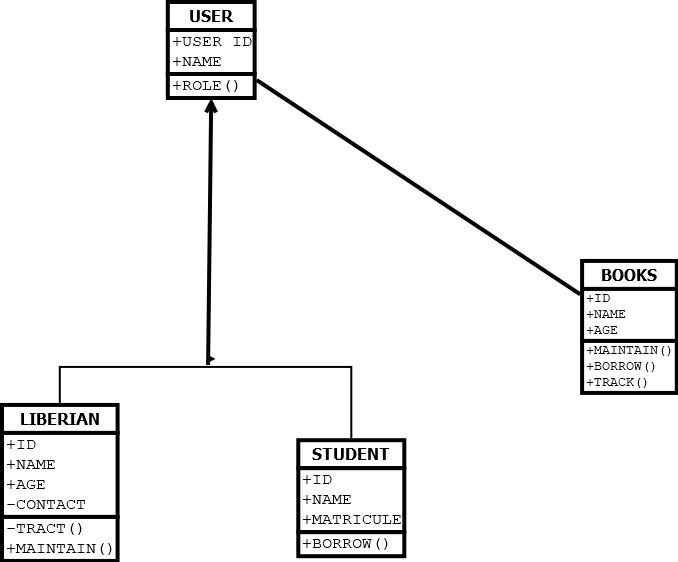 USER
+USER ID
+NAME
+ROLE()
BOOKS
+ID
+NAME
+AGE
+MAINTAIN()
+BORROW()
+TRACK()
LIBERIAN
+ID
+NAME
+AGE
-CONTACT
-TRACT()
+MAINTAIN()
STUDENT
+ID
+NAME
+MATRICULE
+BORROW()